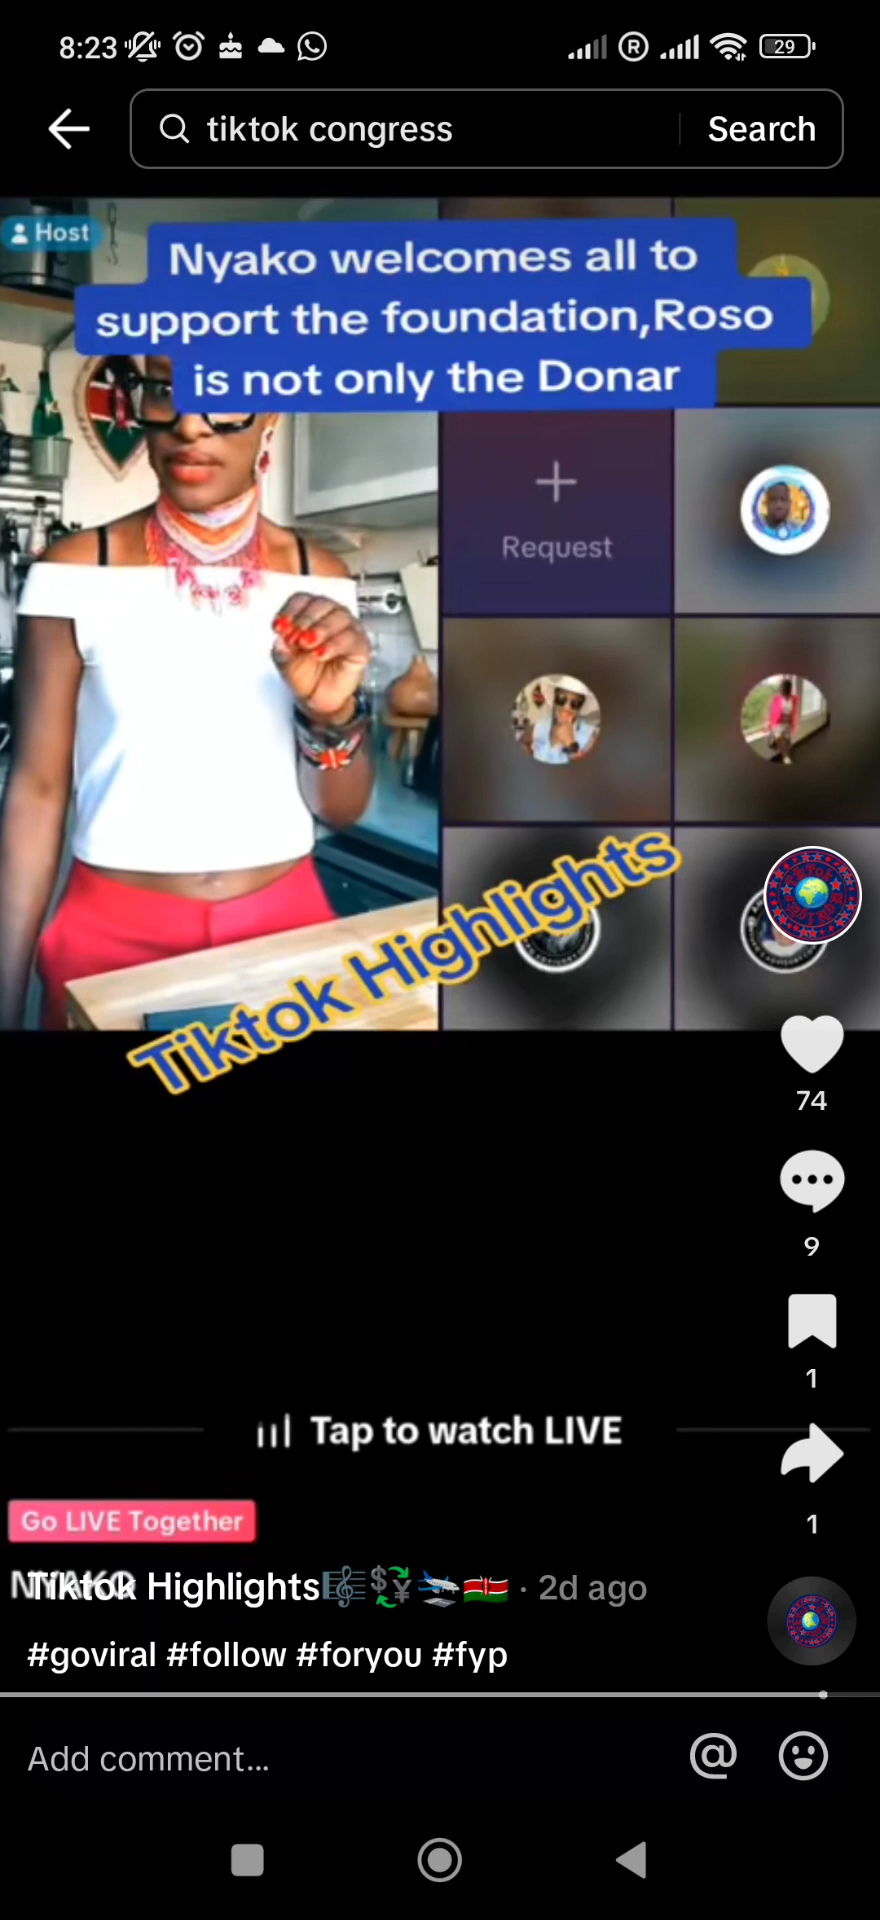 8:23
R
29
tiktok congress
Search
Host
Nyako welcomes all to
support the foundation,Roso
is not only the Donar
Request
Tiktok Highlights
74
9
1
Tap to watch LIVE
1
Go LIVE Together
NYAKO
Tiktok Highlights🎼💱🛬🇰🇪 · 2d ago
#goviral #follow #foryou #fyp
Add comment...
@